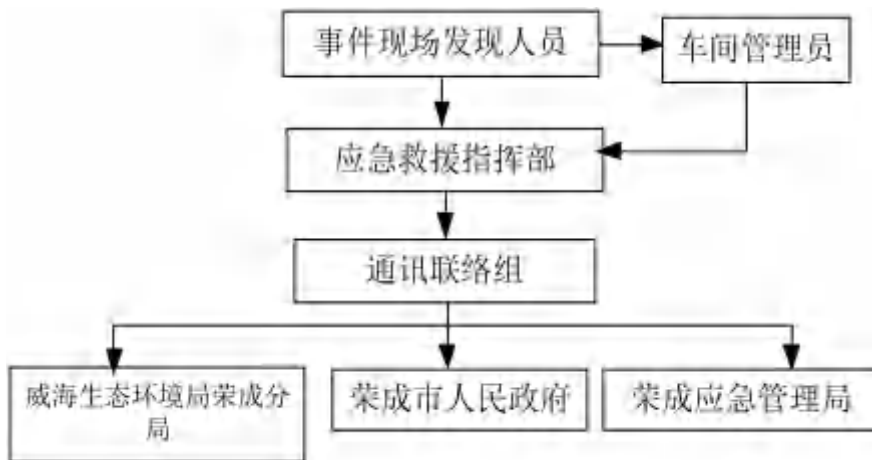 事件现场发现人员
车间管理员
应急救援指挥部
通讯联络组
威海生态环境局荣成分
局
荣成市人民政府
荣成应急管理局